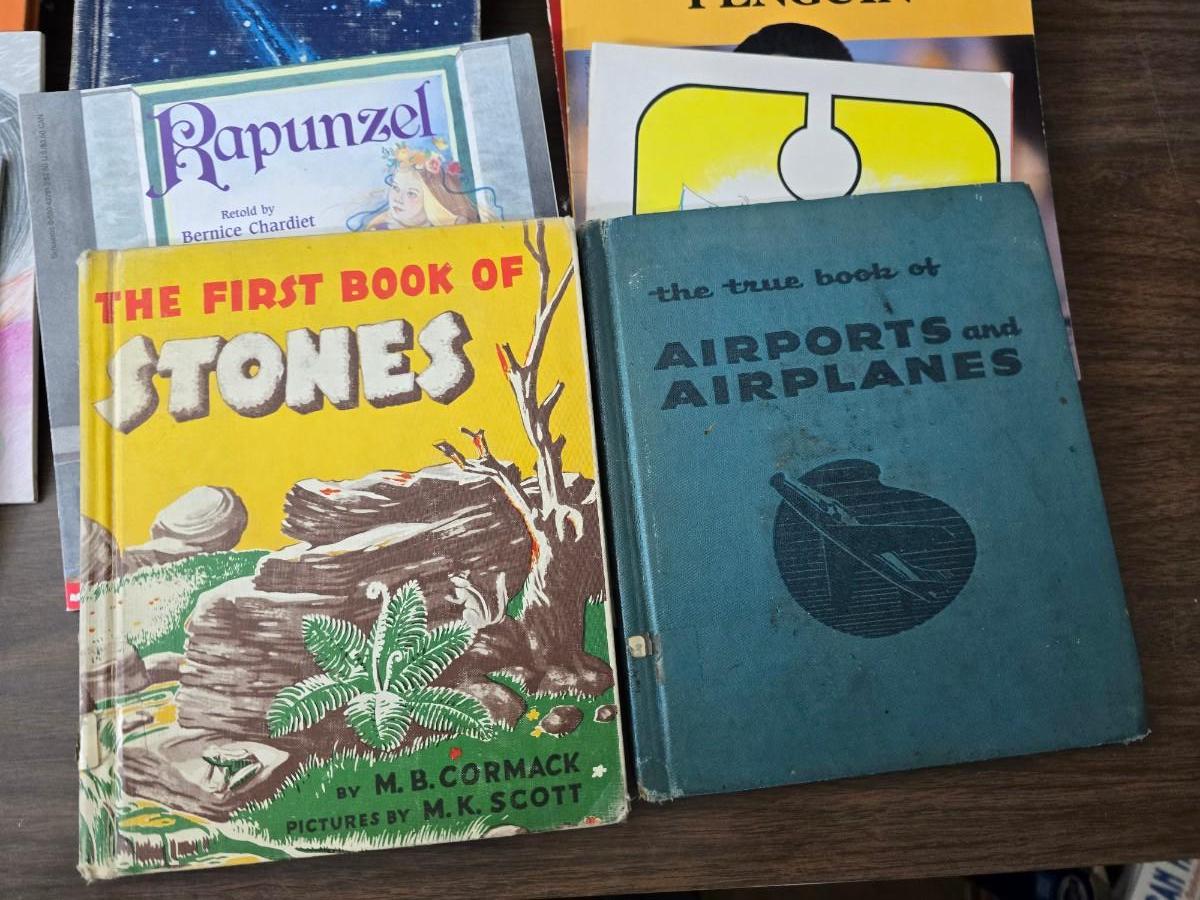 PENGUIN
Rapunzel
Retold by
Bernice Chardiet
THE FIRST BOOK OF
STONES
BY M. B. CORMACK
PICTURES BY M. K. SCOTT
the true book of
AIRPORTS and
AIRPLANES